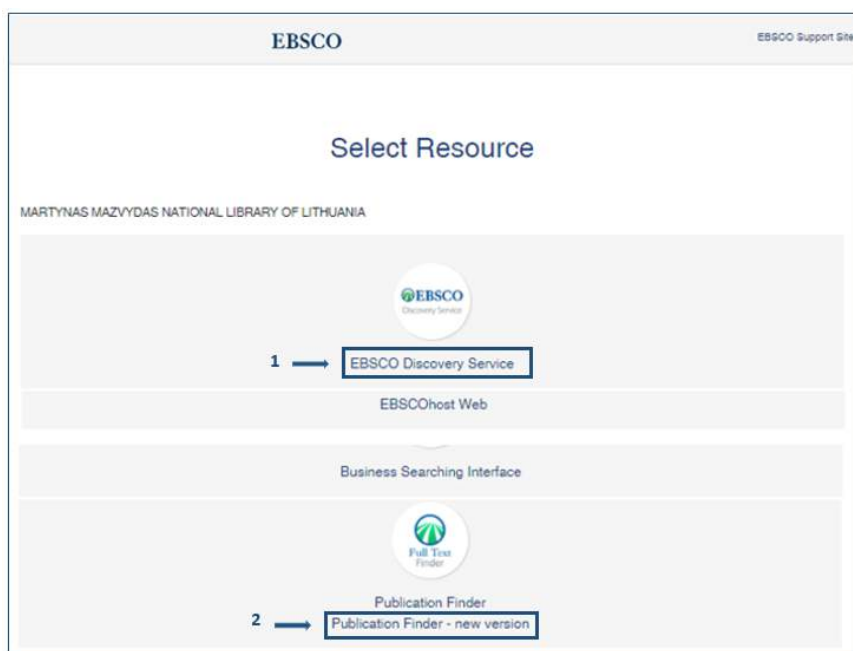 EBSCO
EBSCO Support Site
Select Resource
MARTYNAS MAZVYDAS NATIONAL LIBRARY OF LITHUANIA
EBSCO
Discovery Service
1
EBSCO Discovery Service
EBSCOhost Web
Business Searching Interface
Full Text
Finder
Publication Finder
2
Publication Finder - new version